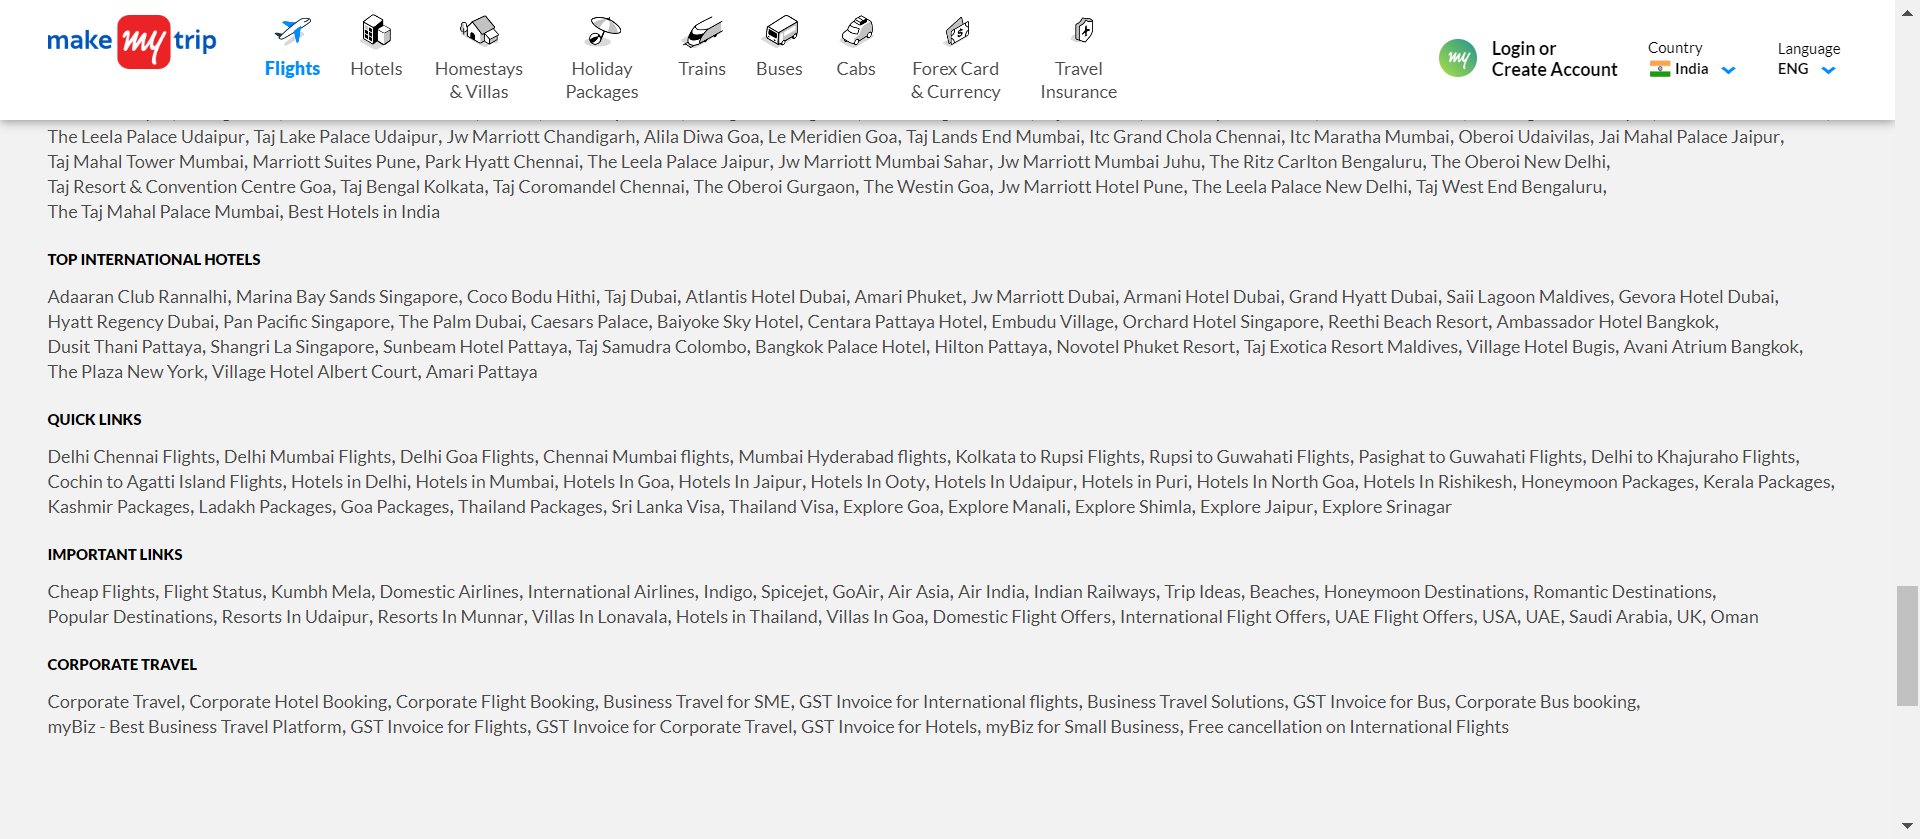 make my trip
Flights
Hotels
Homestays
& Villas
Holiday
Packages
Trains
Buses
Cabs
Forex Card
& Currency
Travel
Insurance
my
Login or
Create Account
Country
India
Language
ENG
The Leela Palace Udaipur, Taj Lake Palace Udaipur, Jw Marriott Chandigarh, Alila Diwa Goa, Le Meridien Goa, Taj Lands End Mumbai, Itc Grand Chola Chennai, Itc Maratha Mumbai, Oberoi Udaivilas, Jai Mahal Palace Jaipur,
Taj Mahal Tower Mumbai, Marriott Suites Pune, Park Hyatt Chennai, The Leela Palace Jaipur, Jw Marriott Mumbai Sahar, Jw Marriott Mumbai Juhu, The Ritz Carlton Bengaluru, The Oberoi New Delhi,
Taj Resort & Convention Centre Goa, Taj Bengal Kolkata, Taj Coromandel Chennai, The Oberoi Gurgaon, The Westin Goa, Jw Marriott Hotel Pune, The Leela Palace New Delhi, Taj West End Bengaluru,
The Taj Mahal Palace Mumbai, Best Hotels in India
TOP INTERNATIONAL HOTELS
Adaaran Club Rannalhi, Marina Bay Sands Singapore, Coco Bodu Hithi, Taj Dubai, Atlantis Hotel Dubai, Amari Phuket, Jw Marriott Dubai, Armani Hotel Dubai, Grand Hyatt Dubai, Saii Lagoon Maldives, Gevora Hotel Dubai,
Hyatt Regency Dubai, Pan Pacific Singapore, The Palm Dubai, Caesars Palace, Baiyoke Sky Hotel, Centara Pattaya Hotel, Embudu Village, Orchard Hotel Singapore, Reethi Beach Resort, Ambassador Hotel Bangkok,
Dusit Thani Pattaya, Shangri La Singapore, Sunbeam Hotel Pattaya, Taj Samudra Colombo, Bangkok Palace Hotel, Hilton Pattaya, Novotel Phuket Resort, Taj Exotica Resort Maldives, Village Hotel Bugis, Avani Atrium Bangkok,
The Plaza New York, Village Hotel Albert Court, Amari Pattaya
QUICK LINKS
Delhi Chennai Flights, Delhi Mumbai Flights, Delhi Goa Flights, Chennai Mumbai flights, Mumbai Hyderabad flights, Kolkata to Rupsi Flights, Rupsi to Guwahati Flights, Pasighat to Guwahati Flights, Delhi to Khajuraho Flights,
Cochin to Agatti Island Flights, Hotels in Delhi, Hotels in Mumbai, Hotels In Goa, Hotels In Jaipur, Hotels In Ooty, Hotels In Udaipur, Hotels in Puri, Hotels In North Goa, Hotels In Rishikesh, Honeymoon Packages, Kerala Packages,
Kashmir Packages, Ladakh Packages, Goa Packages, Thailand Packages, Sri Lanka Visa, Thailand Visa, Explore Goa, Explore Manali, Explore Shimla, Explore Jaipur, Explore Srinagar
IMPORTANT LINKS
Cheap Flights, Flight Status, Kumbh Mela, Domestic Airlines, International Airlines, Indigo, Spicejet, GoAir, Air Asia, Air India, Indian Railways, Trip Ideas, Beaches, Honeymoon Destinations, Romantic Destinations,
Popular Destinations, Resorts In Udaipur, Resorts In Munnar, Villas In Lonavala, Hotels in Thailand, Villas In Goa, Domestic Flight Offers, International Flight Offers, UAE Flight Offers, USA, UAE, Saudi Arabia, UK, Oman
CORPORATE TRAVEL
Corporate Travel, Corporate Hotel Booking, Corporate Flight Booking, Business Travel for SME, GST Invoice for International flights, Business Travel Solutions, GST Invoice for Bus, Corporate Bus booking,
myBiz - Best Business Travel Platform, GST Invoice for Flights, GST Invoice for Corporate Travel, GST Invoice for Hotels, myBiz for Small Business, Free cancellation on International Flights